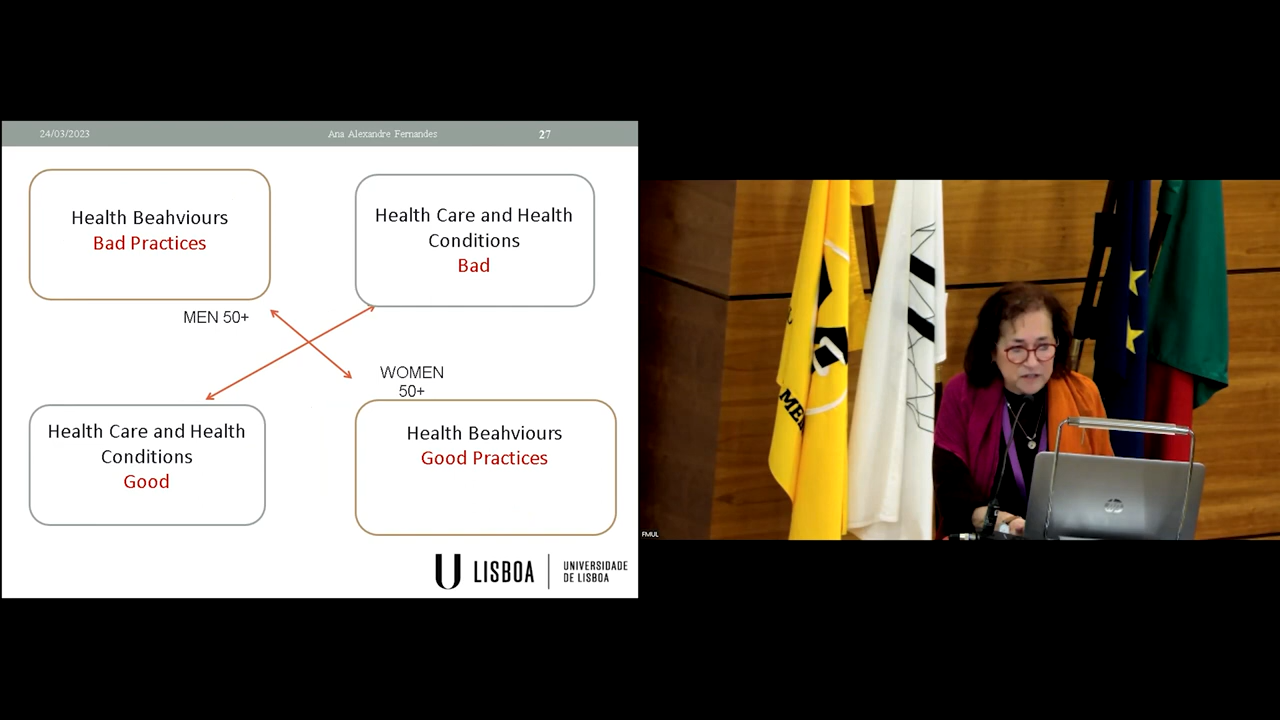 24/03/2023
Ana Alexandre Fernandes
27
Health Beahviours
Bad Practices
Health Care and Health
Conditions
Bad
MEN 50+
WOMEN
50+
Health Care and Health
Conditions
Good
Health Beahviours
Good Practices
U LISBOA
UNIVERSIDADE
DE LISBOA
FMUL
hp